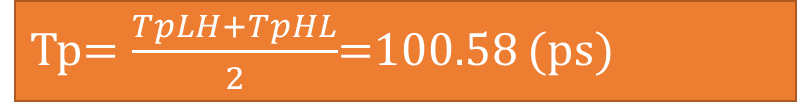 Tp= TpLH+TpHL/2=100.58 (ps)